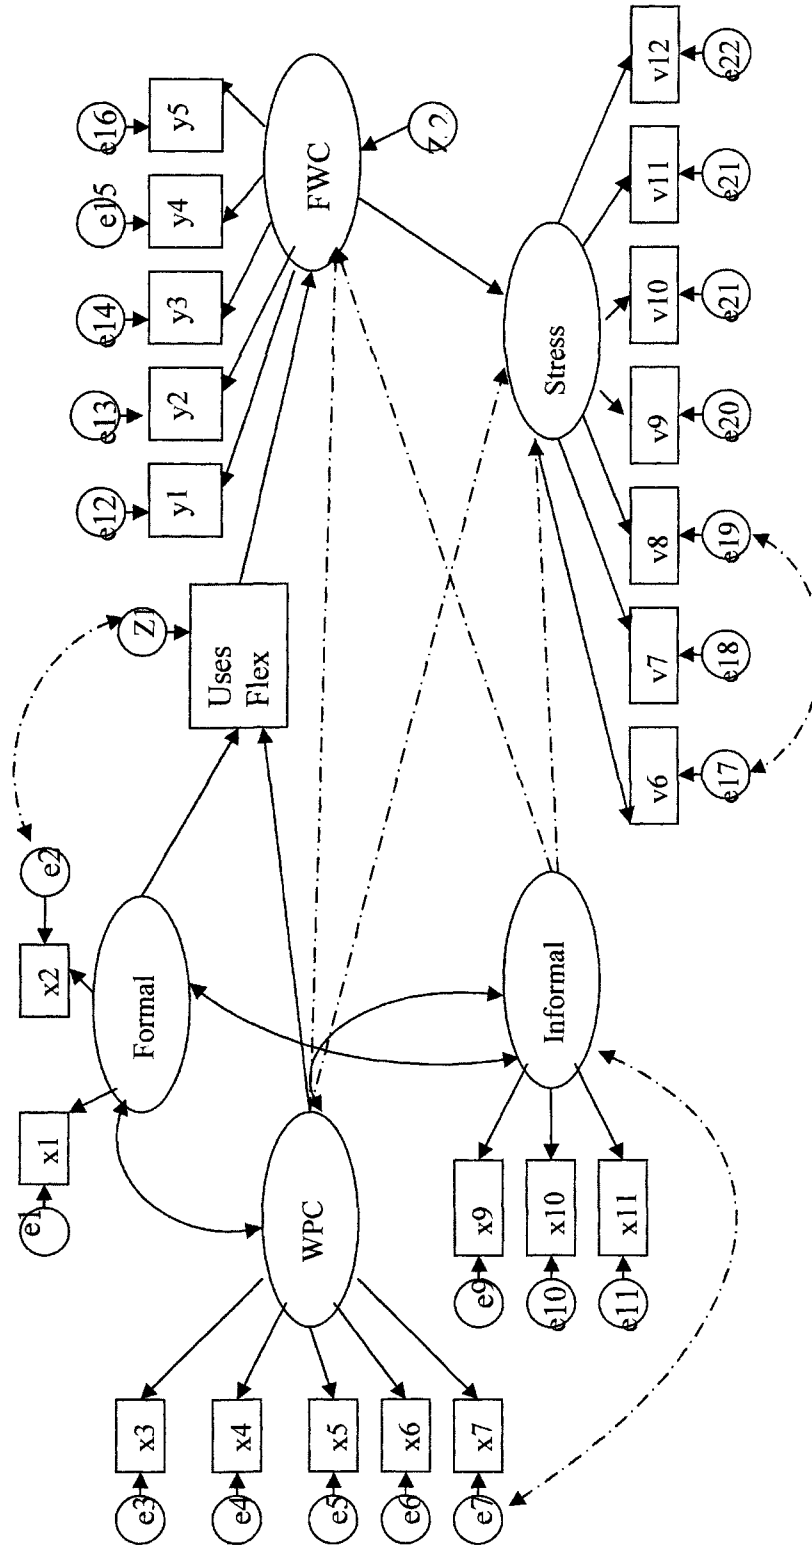 e16
y5
e15
y4
e14
y3
e13
y2
e12
y1
FWC
Z 2
Z1
Uses
Flex
e2
x2
Formal
x1
e1
WPC
x3
e3
x4
e4
x5
e5
x6
e6
x7
e7
Informal
x9
e9
x10
e10
x11
e11
Stress
v12
e22
v11
e21
v10
e21
v9
e20
v8
e19
v7
e18
v6
e17